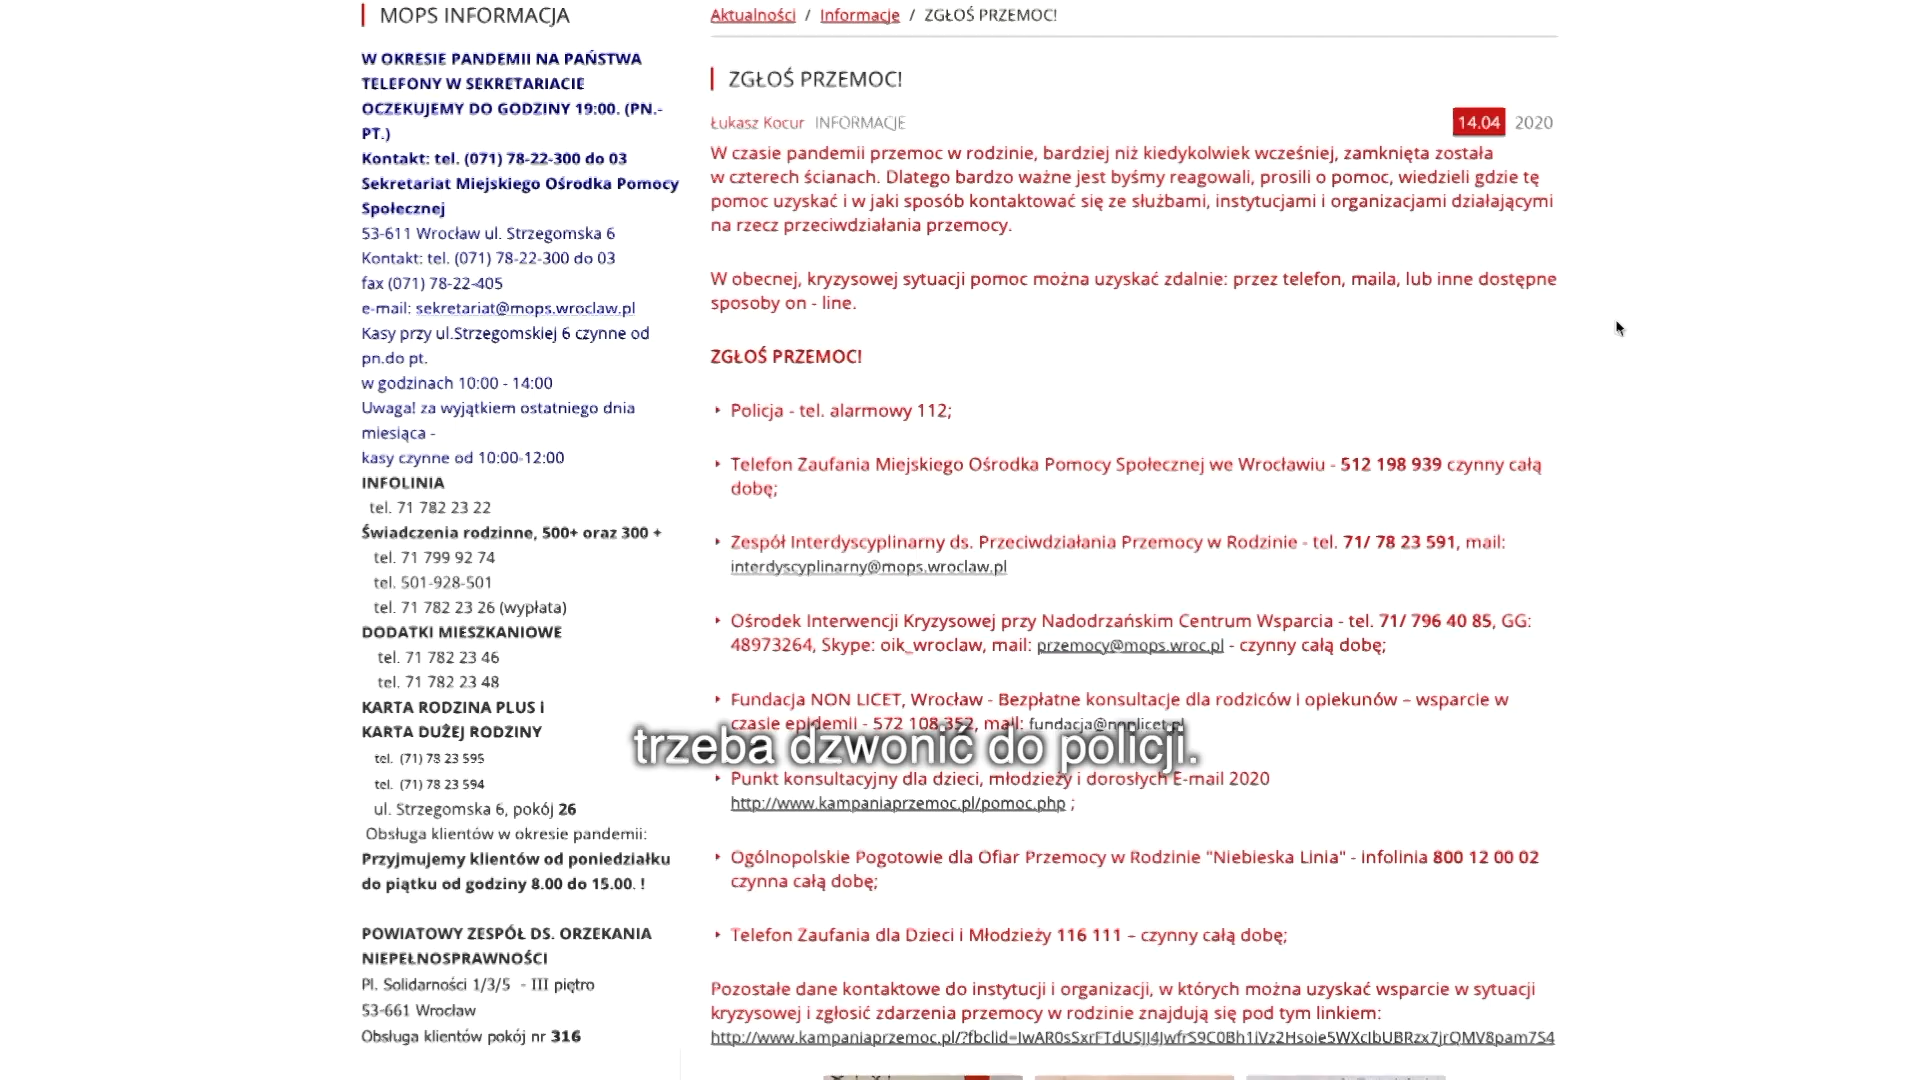 MOPS INFORMACJA
W OKRESIE PANDEMII NA PAŃSTWA
TELEFONY W SEKRETARIACIE
OCZEKUJEMY DO GODZINY 19:00. (PN.-
PT.)
Kontakt: tel. (071) 78-22-300 do 03
Sekretariat Miejskiego Ośrodka Pomocy
Społecznej
53-611 Wrocław ul. Strzegomska 6
Kontakt: tel. (071) 78-22-300 do 03
fax (071) 78-22-405
e-mail: sekretariat@mops.wroclaw.pl
Kasy przy ul.Strzegomskiej 6 czynne od
pn.do pt.
w godzinach 10:00 - 14:00
Uwaga! za wyjątkiem ostatniego dnia
miesiąca -
kasy czynne od 10:00-12:00
INFOLINIA
tel. 71 782 23 22
Świadczenia rodzinne, 500+ oraz 300 +
tel. 71 799 92 74
tel. 501-928-501
tel. 71 782 23 26 (wypłata)
DODATKI MIESZKANIOWE
tel. 71 782 23 46
tel. 71 782 23 48
KARTA RODZINA PLUS i
KARTA DUŻEJ RODZINY
tel. (71) 78 23 595
tel. (71) 78 23 594
ul. Strzegomska 6, pokój 26
Obsługa klientów w okresie pandemii:
Przyjmujemy klientów od poniedziałku
do piątku od godziny 8.00 do 15.00. !
POWIATOWY ZESPÓŁ DS. ORZEKANIA
NIEPEŁNOSPRAWNOŚCI
Pl. Solidarności 1/3/5 - III piętro
53-661 Wrocław
Obsługa klientów pokój nr 316
Aktualności / Informacje / ZGŁOŚ PRZEMOC!
ZGŁOŚ PRZEMOC!
Łukasz Kocur INFORMACJE 14.04 2020
W czasie pandemii przemoc w rodzinie, bardziej niż kiedykolwiek wcześniej, zamknięta została
w czterech ścianach. Dlatego bardzo ważne jest byśmy reagowali, prosili o pomoc, wiedzieli gdzie tę
pomoc uzyskać i w jaki sposób kontaktować się ze służbami, instytucjami i organizacjami działającymi
na rzecz przeciwdziałania przemocy.
W obecnej, kryzysowej sytuacji pomoc można uzyskać zdalnie: przez telefon, maila, lub inne dostępne
sposoby on - line.
ZGŁOŚ PRZEMOC!
Policja - tel. alarmowy 112;
Telefon Zaufania Miejskiego Ośrodka Pomocy Społecznej we Wrocławiu - 512 198 939 czynny całą
dobę;
Zespół Interdyscyplinarny ds. Przeciwdziałania Przemocy w Rodzinie - tel. 71/ 78 23 591, mail:
interdyscyplinarny@mops.wroclaw.pl
Ośrodek Interwencji Kryzysowej przy Nadodrzańskim Centrum Wsparcia - tel. 71/ 796 40 85, GG:
48973264, Skype: oik_wroclaw, mail: przemocy@mops.wroc.pl - czynny całą dobę;
Fundacja NON LICET, Wrocław - Bezpłatne konsultacje dla rodziców i opiekunów – wsparcie w
czasie epidemii - 572 108 352, mail: fundacja@nonlicet.pl
trzeba dzwonić do policji.
Punkt konsultacyjny dla dzieci, młodzieży i dorosłych E-mail 2020
http://www.kampaniaprzemoc.pl/pomoc.php ;
Ogólnopolskie Pogotowie dla Ofiar Przemocy w Rodzinie "Niebieska Linia" - infolinia 800 12 00 02
czynna całą dobę;
Telefon Zaufania dla Dzieci i Młodzieży 116 111 – czynny całą dobę;
Pozostałe dane kontaktowe do instytucji i organizacji, w których można uzyskać wsparcie w sytuacji
kryzysowej i zgłosić zdarzenia przemocy w rodzinie znajdują się pod tym linkiem: